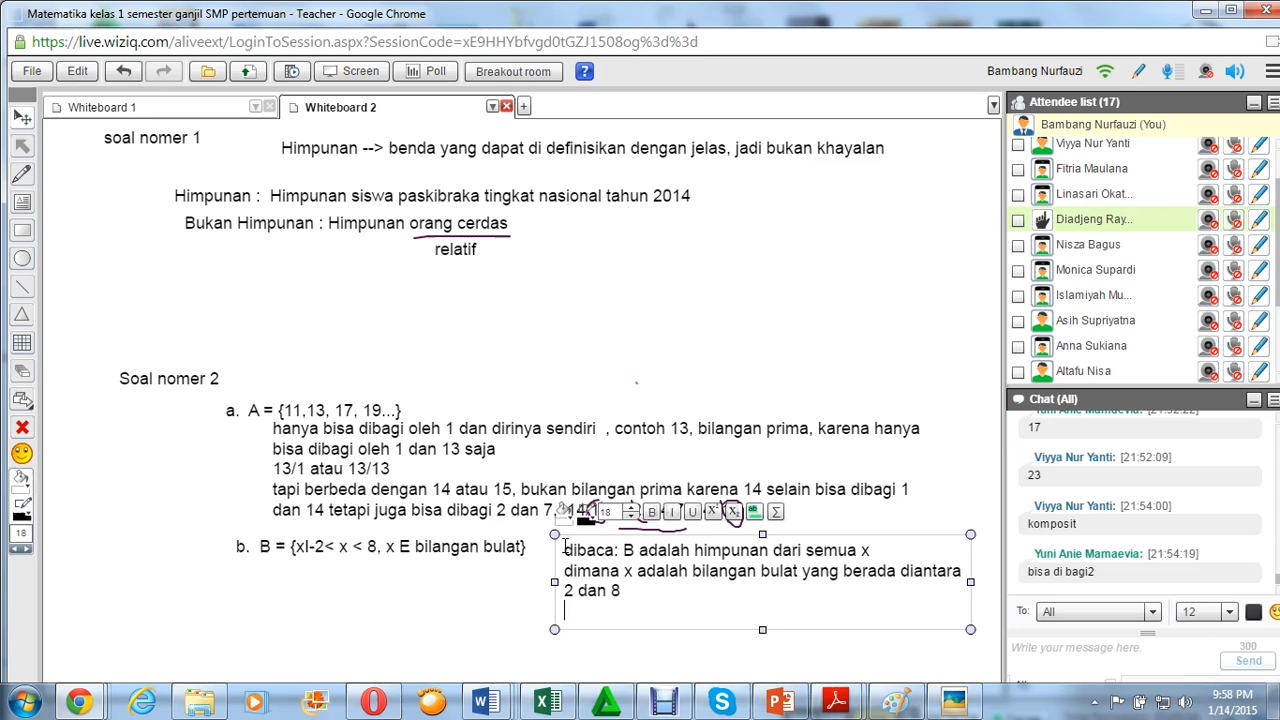 Matematika kelas 1 semester ganjil SMP pertemuan - Teacher - Google Chrome
https://live.wiziq.com/aliveext/LoginToSession.aspx?SessionCode=xE9HHYbfvgd0tGZJ1508og%3d%3d
File Edit Screen Poll Breakout room ? Bambang Nurfauzi
Whiteboard 1 Whiteboard 2
soal nomer 1
Himpunan --> benda yang dapat di definisikan dengan jelas, jadi bukan khayalan
Himpunan : Himpunan siswa paskibraka tingkat nasional tahun 2014
Bukan Himpunan : Himpunan orang cerdas
relatif
Soal nomer 2
a. A = {11,13, 17, 19...}
hanya bisa dibagi oleh 1 dan dirinya sendiri , contoh 13, bilangan prima, karena hanya
bisa dibagi oleh 1 dan 13 saja
13/1 atau 13/13
tapi berbeda dengan 14 atau 15, bukan bilangan prima karena 14 selain bisa dibagi 1
dan 14 tetapi juga bisa dibagi 2 dan 7,
18 B I U X X Σ
b. B = {xI-2< x < 8, x E bilangan bulat}
dibaca: B adalah himpunan dari semua x
dimana x adalah bilangan bulat yang berada diantara
2 dan 8
18
Attendee list (17)
Bambang Nurfauzi (You)
Viyya Nur Yanti
Fitria Maulana
Linasari Okat...
Diadjeng Ray...
Nisza Bagus
Monica Supardi
Islamiyah Mu...
Asih Supriyatna
Anna Sukiana
Altafu Nisa
Chat (All)
Yuni Anie Mamaevia: [21:52:22]
17
Viyya Nur Yanti: [21:52:09]
23
Viyya Nur Yanti: [21:54:00]
komposit
Yuni Anie Mamaevia: [21:54:19]
bisa di bagi2
To: All 12
Write your message here. 300
Send
9:58 PM
1/14/2015